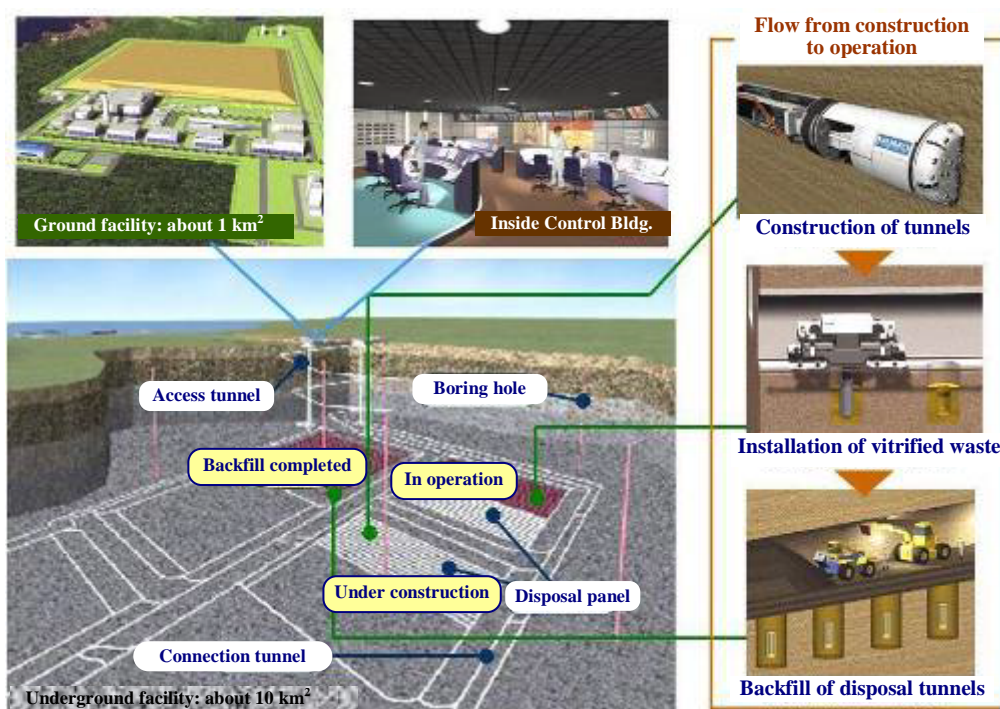 Flow from construction
to operation
Ground facility: about 1 km²
Inside Control Bldg.
Construction of tunnels
Access tunnel
Boring hole
Backfill completed
In operation
Installation of vitrified waste
Under construction
Disposal panel
Connection tunnel
Underground facility: about 10 km²
Backfill of disposal tunnels